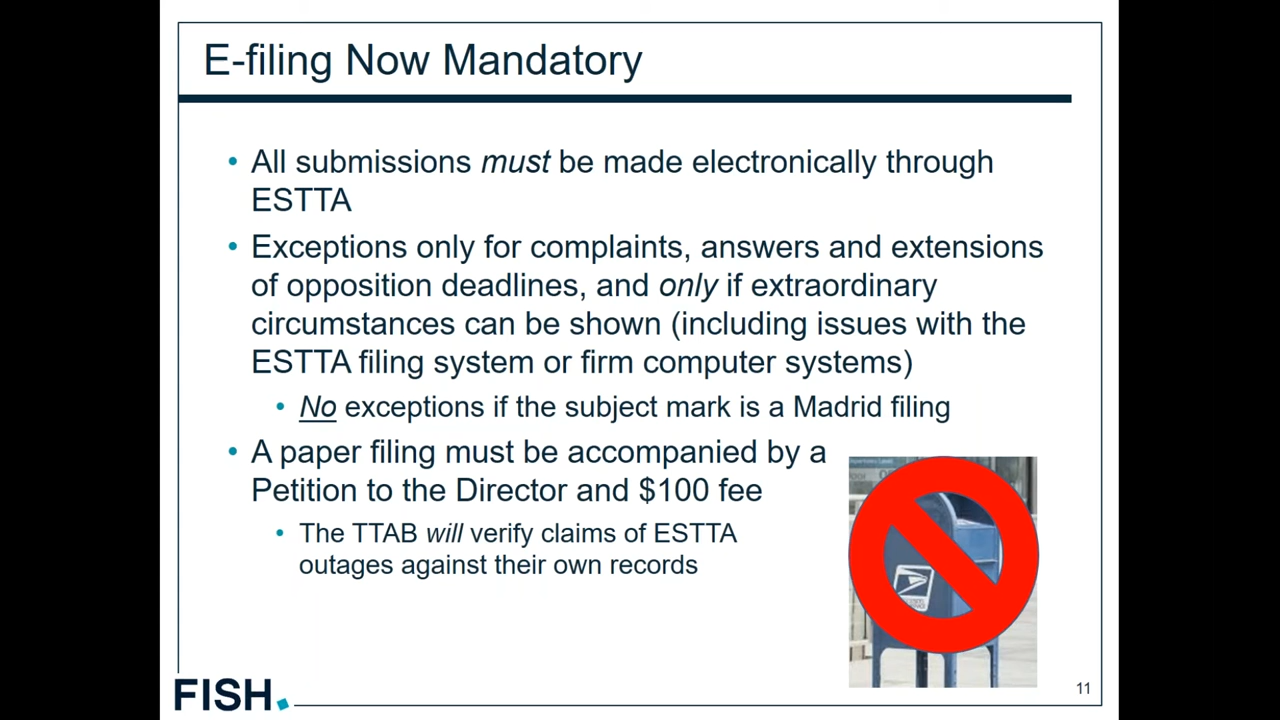 E-filing Now Mandatory
• All submissions must be made electronically through
ESTTA
• Exceptions only for complaints, answers and extensions
of opposition deadlines, and only if extraordinary
circumstances can be shown (including issues with the
ESTTA filing system or firm computer systems)
• No exceptions if the subject mark is a Madrid filing
• A paper filing must be accompanied by a
Petition to the Director and $100 fee
• The TTAB will verify claims of ESTTA
outages against their own records
FISH.
11